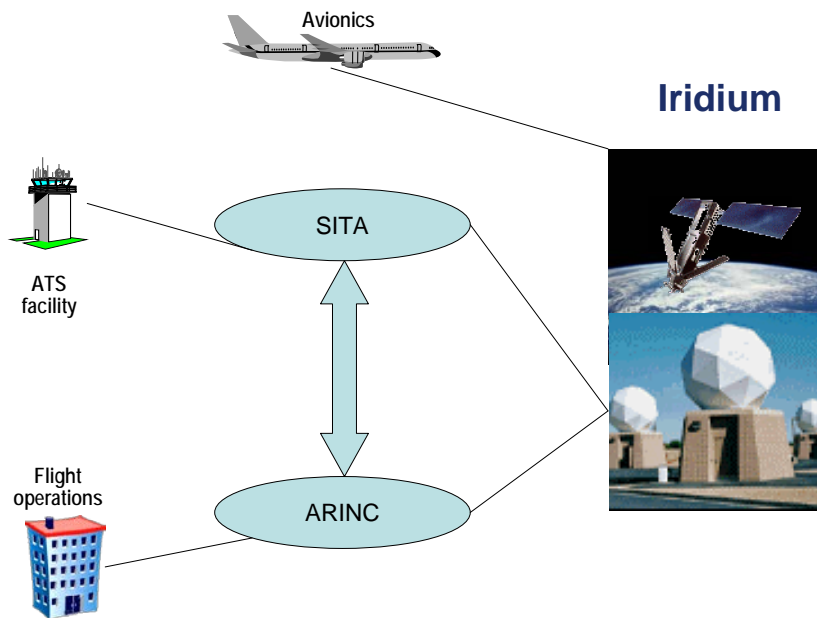 Avionics
Iridium
SITA
ATS
facility
Flight
operations
ARINC